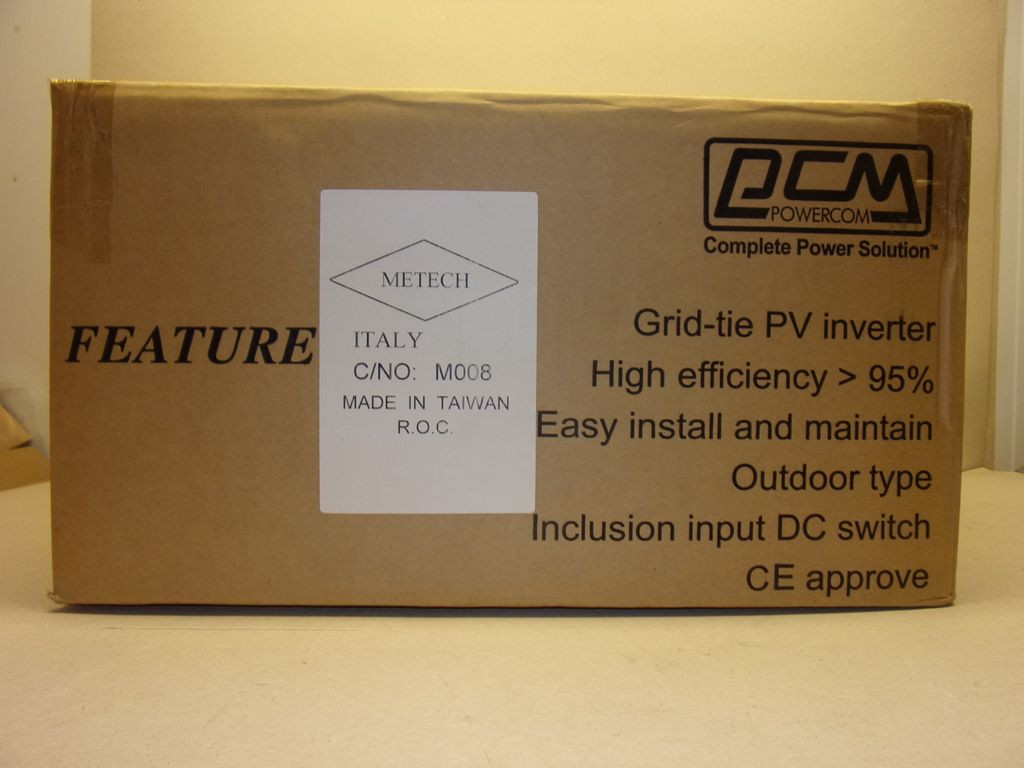 PCM
POWERCOM
Complete Power Solution™
FEATURE
METECH
ITALY
C/NO: M008
MADE IN TAIWAN
R.O.C.
Grid-tie PV inverter
High efficiency > 95%
Easy install and maintain
Outdoor type
Inclusion input DC switch
CE approve